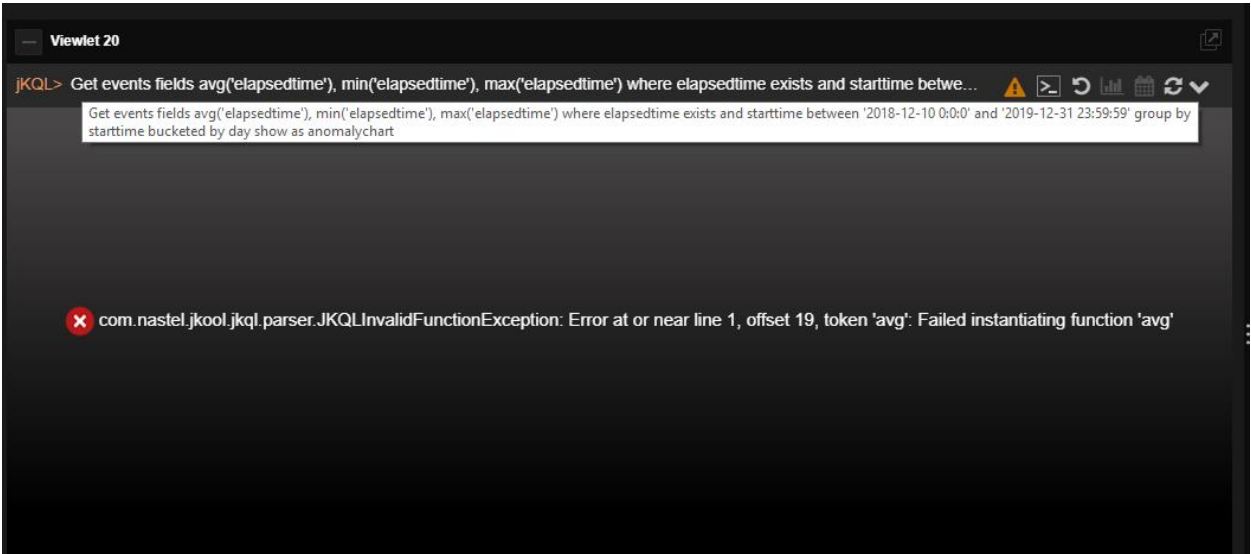 Viewlet 20
jKQL> Get events fields avg('elapsedtime'), min('elapsedtime'), max('elapsedtime') where elapsedtime exists and starttime betwe...
Get events fields avg('elapsedtime'), min('elapsedtime'), max('elapsedtime') where elapsedtime exists and starttime between '2018-12-10 0:0:0' and '2019-12-31 23:59:59' group by
starttime bucketed by day show as anomalychart
com.nastel.jkool.jkql.parser.JKQLInvalidFunctionException: Error at or near line 1, offset 19, token 'avg': Failed instantiating function 'avg'